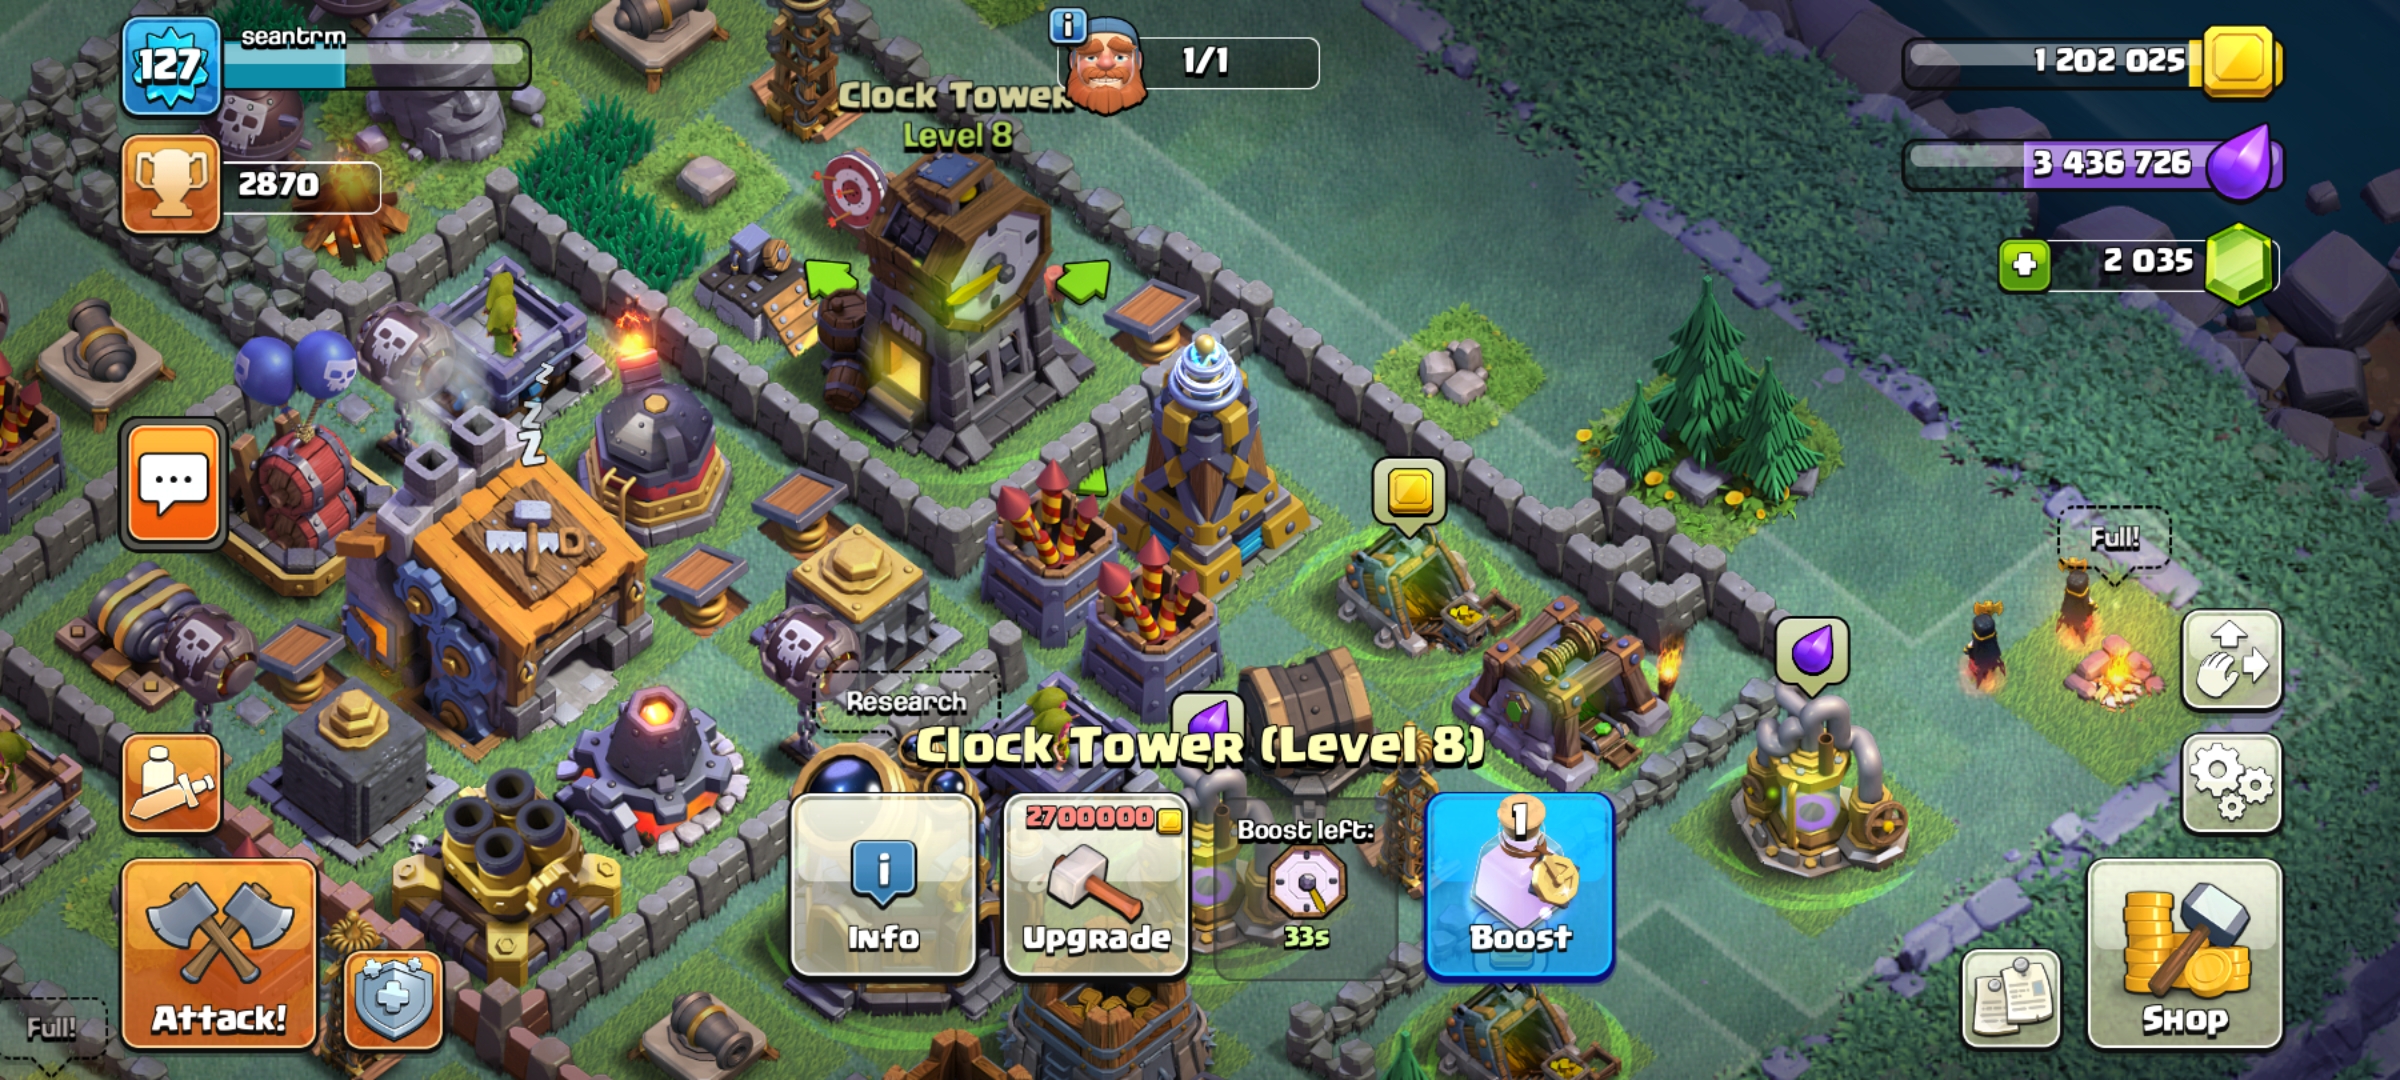 127
seantrm
2870
1/1
1 202 025
3 436 726
2 035
Clock Tower
Level 8
VIII
Z
Z
Z
Full!
Research
Clock Tower (Level 8)
Info
2700000
Upgrade
Boost left:
33s
1
Boost
Attack!
Full!
Shop